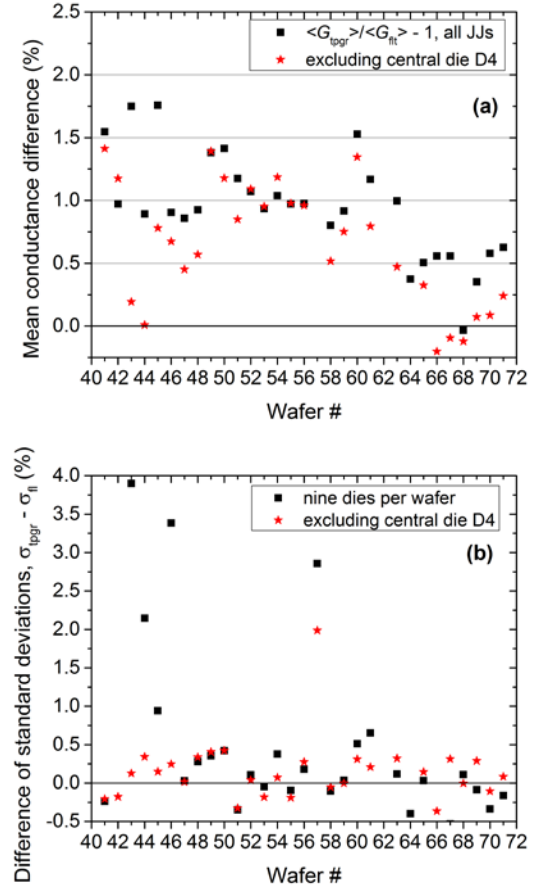 <G_tpgr>/<G_flt> - 1, all JJs
excluding central die D4
(a)
Mean conductance difference (%)
2.5
2.0
1.5
1.0
0.5
0.0
40 42 44 46 48 50 52 54 56 58 60 62 64 66 68 70 72
Wafer #
nine dies per wafer
excluding central die D4
(b)
Difference of standard deviations, σ_tpgr - σ_fl (%)
4.0
3.5
3.0
2.5
2.0
1.5
1.0
0.5
0.0
-0.5
40 42 44 46 48 50 52 54 56 58 60 62 64 66 68 70 72
Wafer #